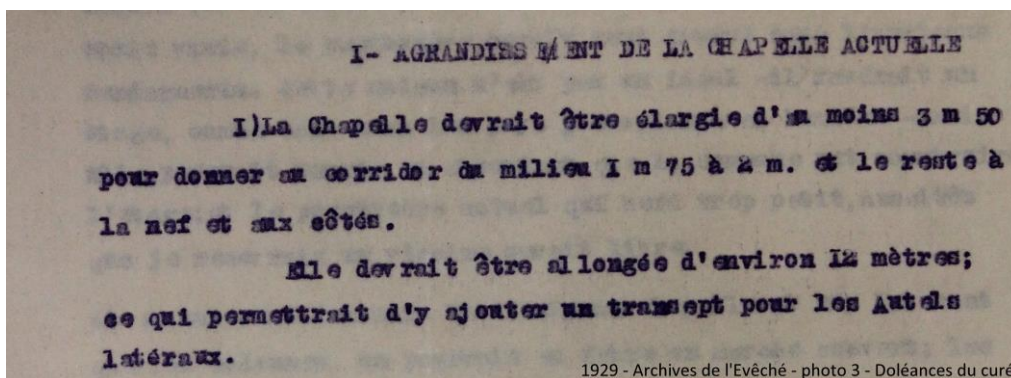 I- AGRANDISSEMENT DE LA CHAPELLE ACTUELLE
I)La Chapelle devrait être élargie d'au moins 3 m 50
pour donner au corridor du milieu I m 75 à 2 m. et le reste à
la nef et aux côtés.
Elle devrait être allongée d'environ I2 mètres;
ce qui permettrait d'y ajouter un transept pour les Autels
latéraux.
1929 - Archives de l'Evêché - photo 3 - Doléances du curé